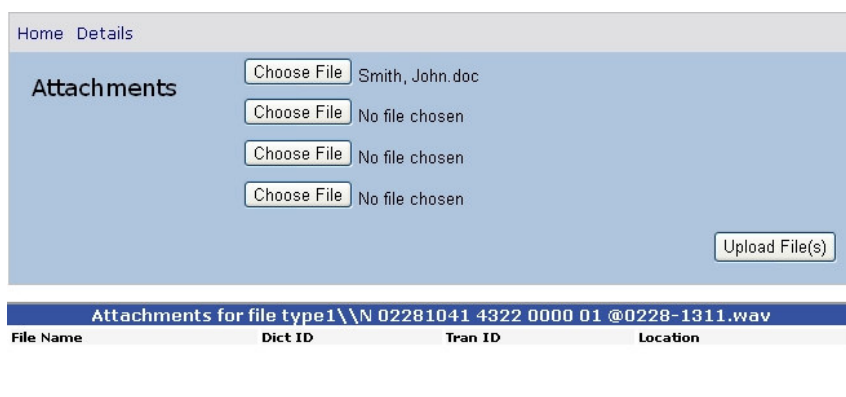 Home Details
Attachments
Choose File Smith, John.doc
Choose File No file chosen
Choose File No file chosen
Choose File No file chosen
Upload File(s)
Attachments for file type1\\N 02281041 4322 0000 01 @0228-1311.wav
File Name Dict ID Tran ID Location